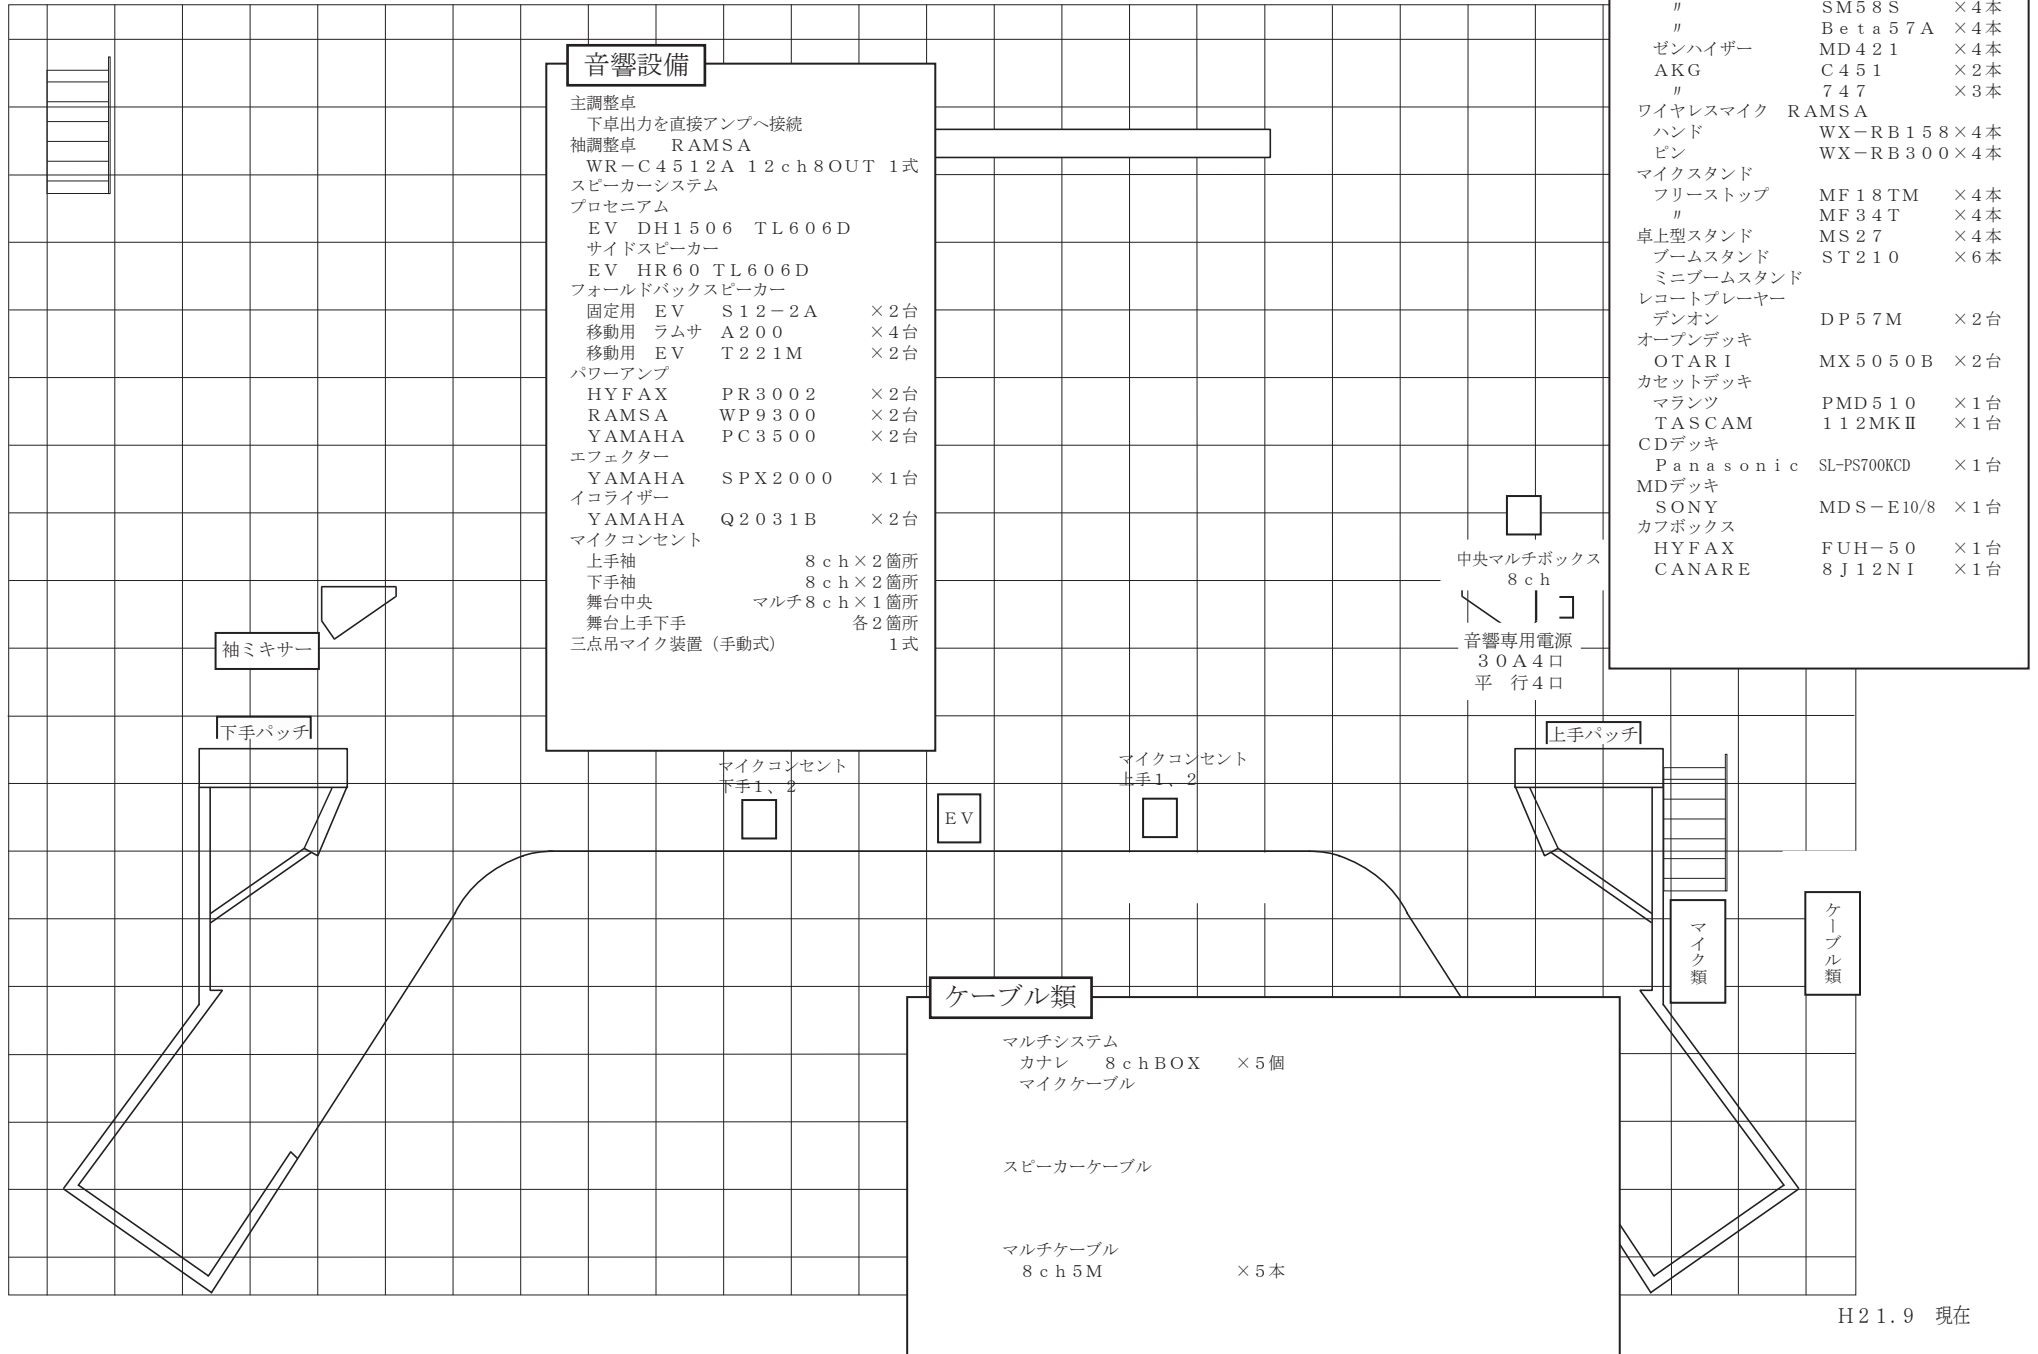 音響設備
主調整卓
下卓出力を直接アンプへ接続
袖調整卓　ＲＡＭＳＡ
ＷＲ－Ｃ４５１２Ａ １２ｃｈ８ＯＵＴ １式
スピーカーシステム
プロセニアム
ＥＶ　ＤＨ１５０６　ＴＬ６０６Ｄ
サイドスピーカー
ＥＶ　ＨＲ６０ ＴＬ６０６Ｄ
フォールドバックスピーカー
固定用　ＥＶ　Ｓ１２－２Ａ　×２台
移動用　ラムサ　Ａ２００　×４台
移動用　ＥＶ　Ｔ２２１Ｍ　×２台
パワーアンプ
ＨＹＦＡＸ　ＰＲ３００２　×２台
ＲＡＭＳＡ　ＷＰ９３００　×２台
ＹＡＭＡＨＡ　ＰＣ３５００　×２台
エフェクター
ＹＡＭＡＨＡ　ＳＰＸ２０００　×１台
イコライザー
ＹＡＭＡＨＡ　Ｑ２０３１Ｂ　×２台
マイクコンセント
上手袖　８ｃｈ×２箇所
下手袖　８ｃｈ×２箇所
舞台中央　マルチ８ｃｈ×１箇所
舞台上手下手　各２箇所
三点吊マイク装置（手動式）　１式
〃　ＳＭ５８Ｓ　×４本
〃　Ｂｅｔａ５７Ａ　×４本
ゼンハイザー　ＭＤ４２１　×４本
ＡＫＧ　Ｃ４５１　×２本
〃　７４７　×３本
ワイヤレスマイク　ＲＡＭＳＡ
ハンド　ＷＸ－ＲＢ１５８×４本
ピン　ＷＸ－ＲＢ３００×４本
マイクスタンド
フリーストップ　ＭＦ１８ＴＭ　×４本
〃　ＭＦ３４Ｔ　×４本
卓上型スタンド　ＭＳ２７　×４本
ブームスタンド　ＳＴ２１０　×６本
ミニブームスタンド
レコートプレーヤー
デンオン　ＤＰ５７Ｍ　×２台
オープンデッキ
ＯＴＡＲＩ　ＭＸ５０５０Ｂ　×２台
カセットデッキ
マランツ　ＰＭＤ５１０　×１台
ＴＡＳＣＡＭ　１１２ＭＫⅡ　×１台
ＣＤデッキ
Ｐａｎａｓｏｎｉｃ　SL-PS700KCD　×１台
ＭＤデッキ
ＳＯＮＹ　ＭＤＳ－Ｅ10/8　×１台
カフボックス
ＨＹＦＡＸ　ＦＵＨ－５０　×１台
ＣＡＮＡＲＥ　８Ｊ１２ＮＩ　×１台
中央マルチボックス
８ｃｈ
音響専用電源
３０Ａ４口
平　行４口
袖ミキサー
下手パッチ
上手パッチ
マイクコンセント
下手１、２
ＥＶ
マイクコンセント
上手１、２
マイク類
ケーブル類
ケーブル類
マルチシステム
カナレ　８ｃｈＢＯＸ　×５個
マイクケーブル
スピーカーケーブル
マルチケーブル
８ｃｈ５Ｍ　×５本
Ｈ２１．９　現在